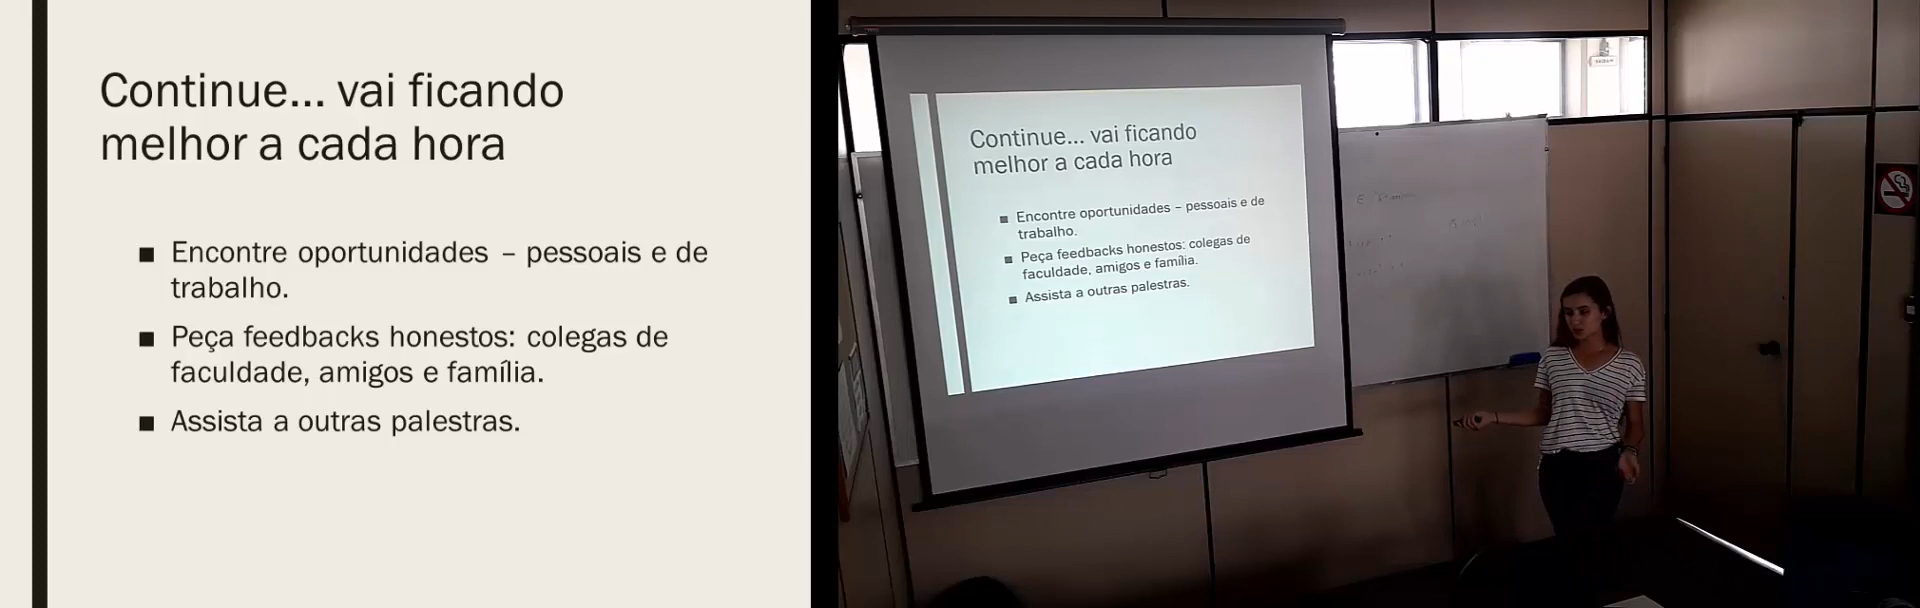 Continue... vai ficando
melhor a cada hora
■ Encontre oportunidades – pessoais e de
trabalho.
■ Peça feedbacks honestos: colegas de
faculdade, amigos e família.
■ Assista a outras palestras.
Continue... vai ficando
melhor a cada hora
■ Encontre oportunidades – pessoais e de
trabalho.
■ Peça feedbacks honestos: colegas de
faculdade, amigos e família.
■ Assista a outras palestras.